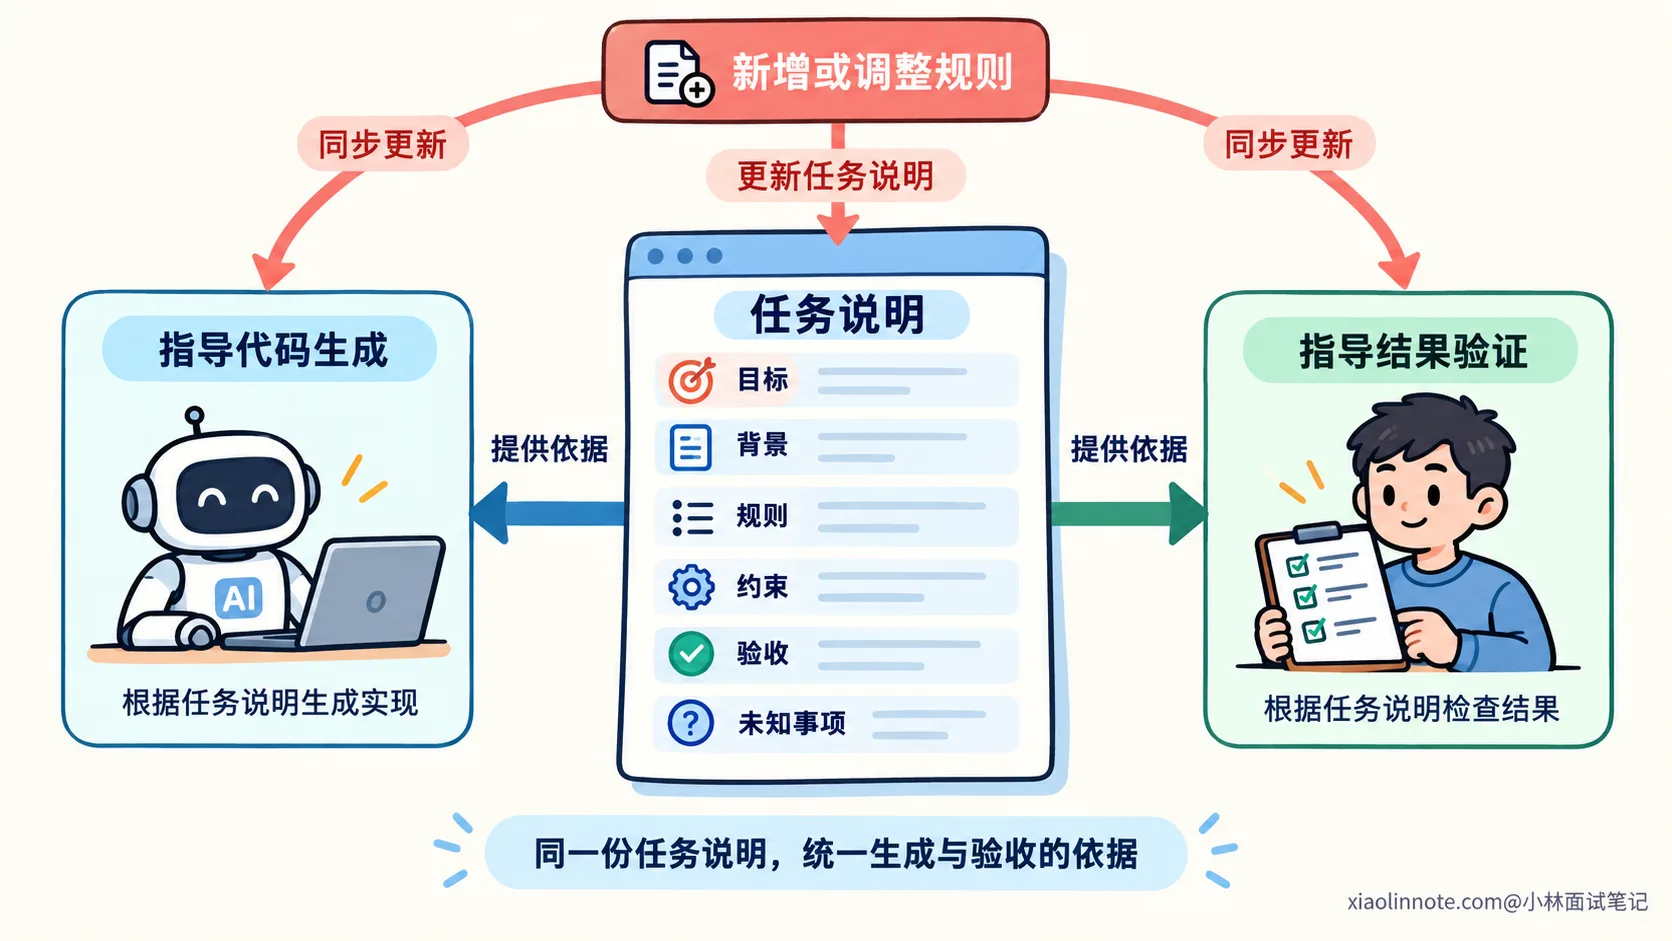 新增或调整规则
同步更新
更新任务说明
同步更新
指导代码生成
AI
根据任务说明生成实现
提供依据
任务说明
目标
背景
规则
约束
验收
未知事项
提供依据
指导结果验证
根据任务说明检查结果
同一份任务说明，统一生成与验收的依据
xiaolinnote.com@小林面试笔记